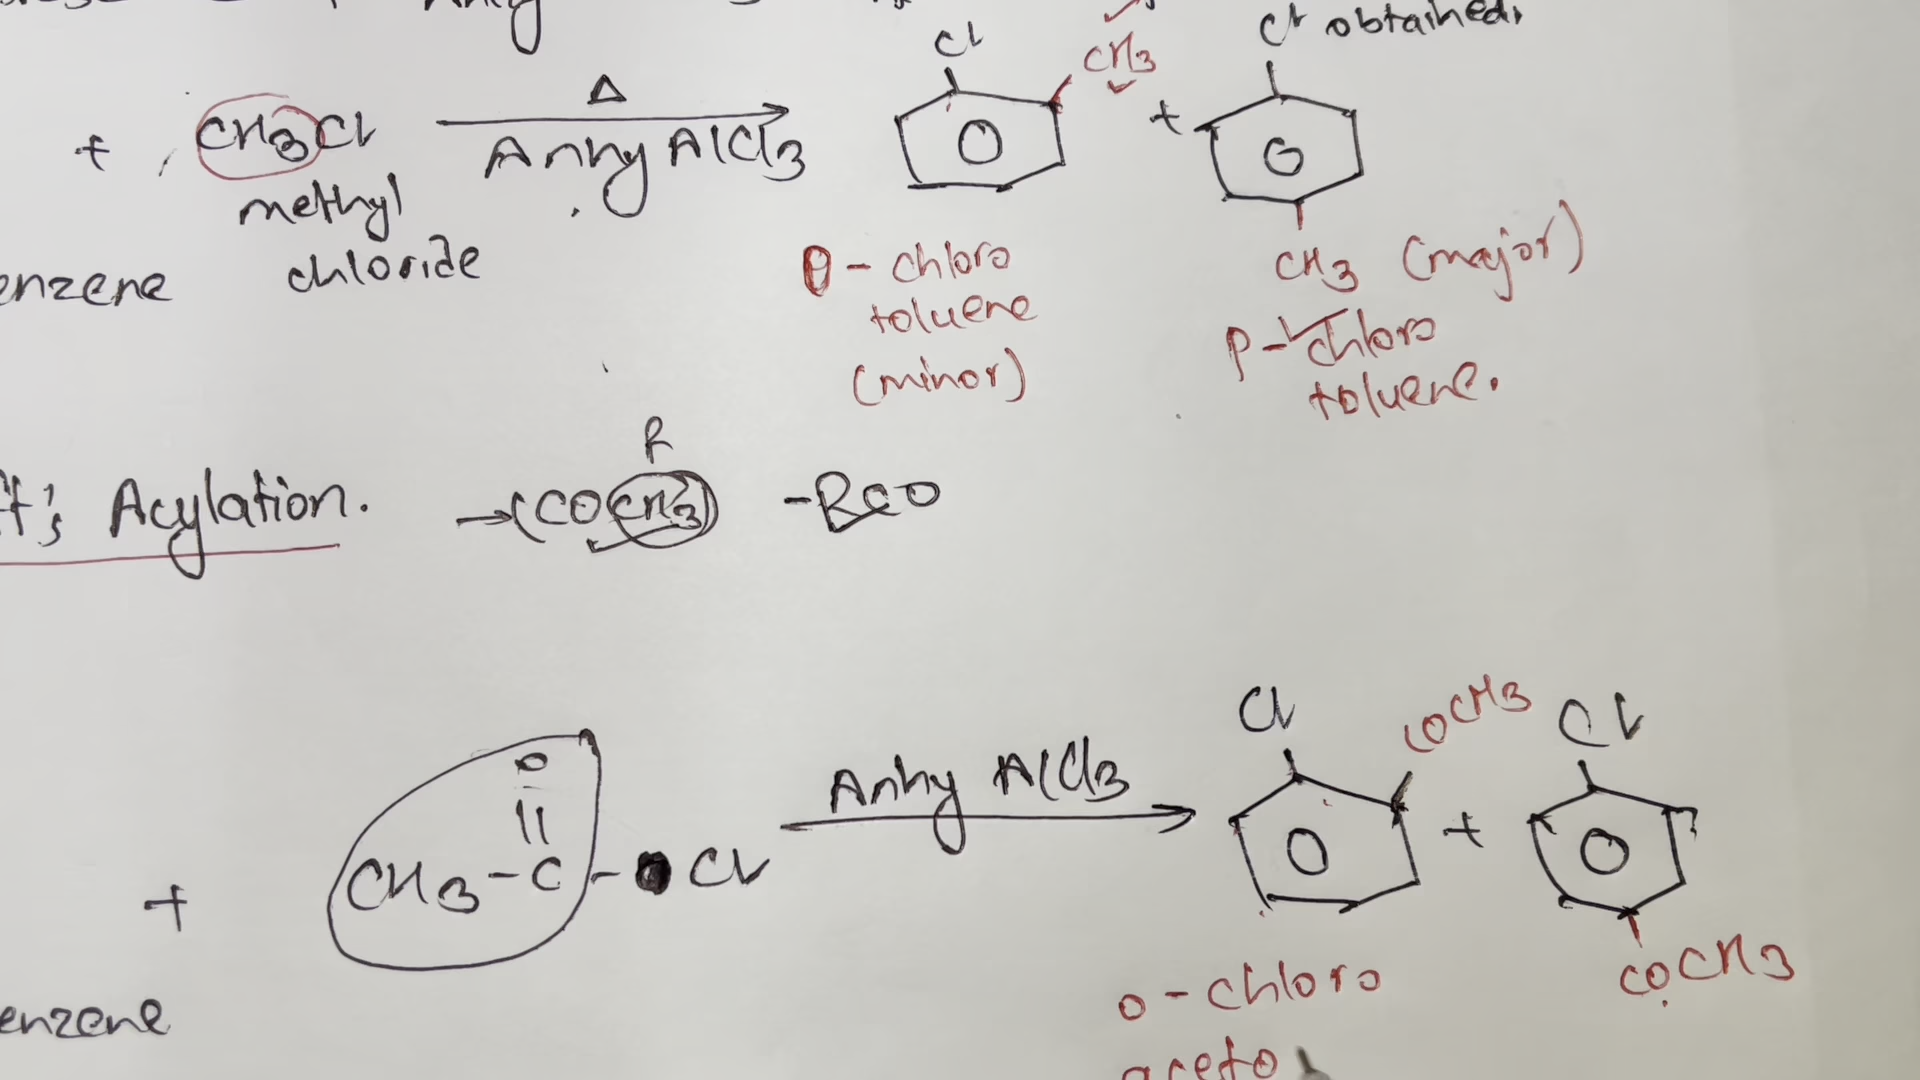 Cl obtained,
Cl CH3
+ CH3Cl Δ +
Anhy AlCl3
methyl
chloride
enzene
O - chloro
toluene
(minor)
CH3 (major)
p - chloro
toluene.
R
t's Acylation. → (COCH3) -RCO
Cl COCH3 Cl
O
||
CH3 - C - Cl Anhy AlCl3 +
+
COCH3
enzene
o - chloro
aceto